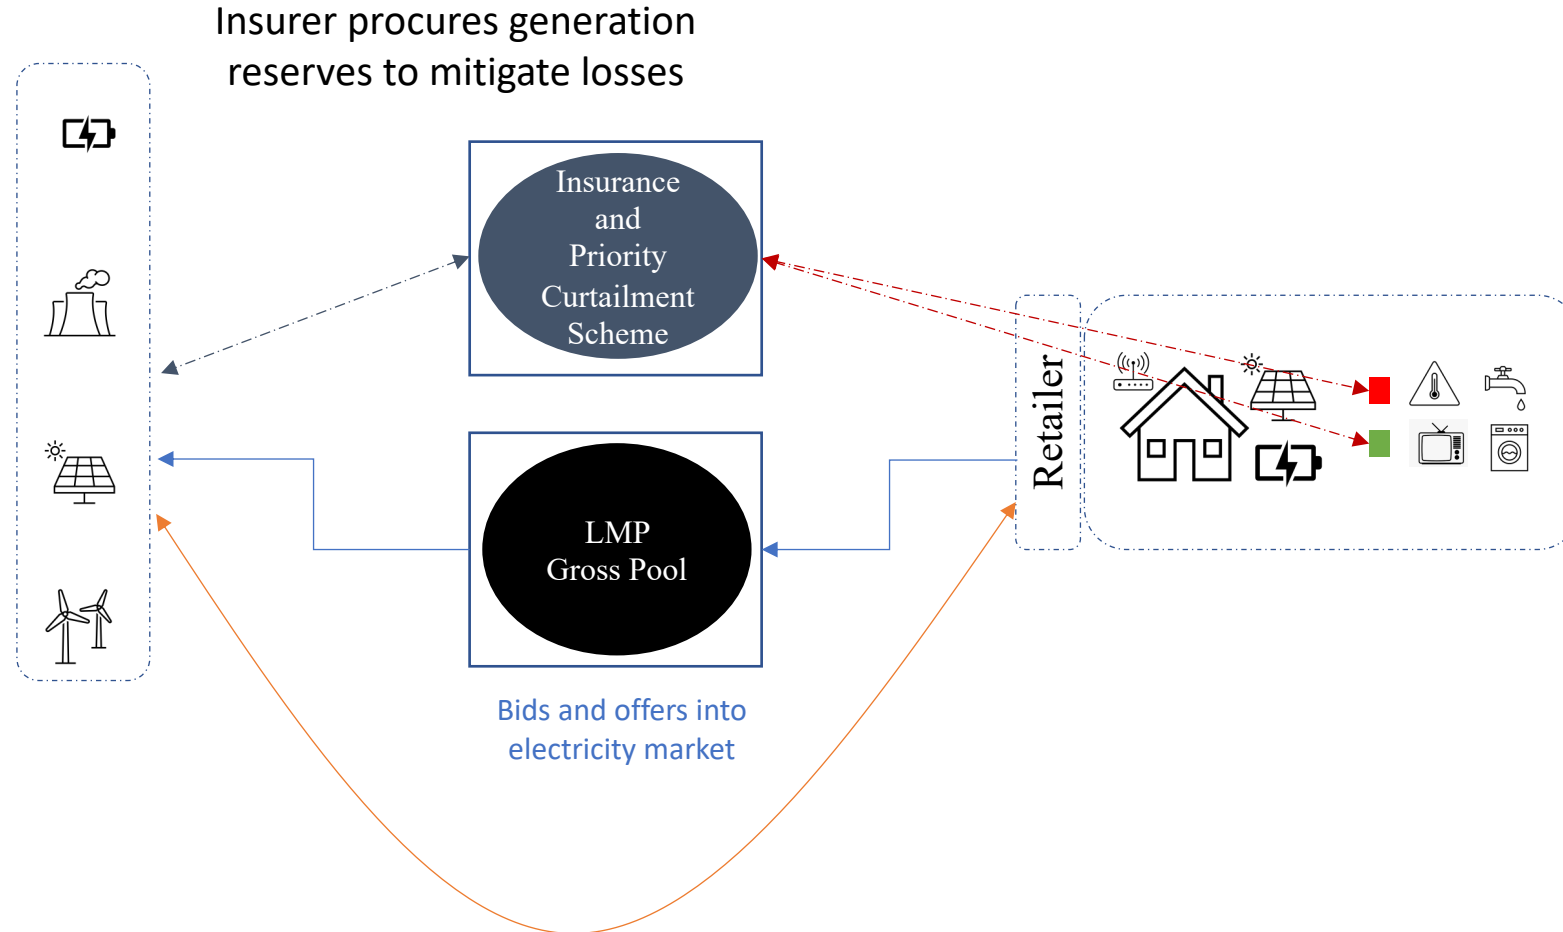 Insurer procures generation
reserves to mitigate losses
Insurance
and
Priority
Curtailment
Scheme
Retailer
LMP
Gross Pool
Bids and offers into
electricity market